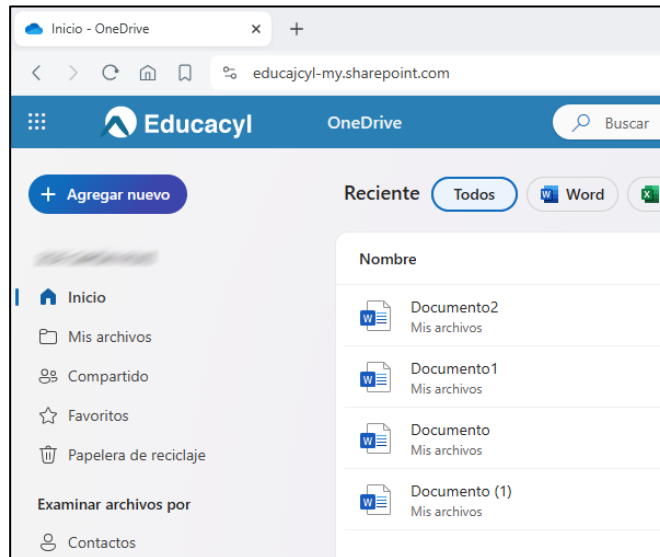 Inicio - OneDrive
educajcyl-my.sharepoint.com
Educacyl OneDrive Buscar
Agregar nuevo
Reciente Todos Word
Nombre
Inicio
Mis archivos
Compartido
Favoritos
Papelera de reciclaje
Examinar archivos por
Contactos
Documento2
Mis archivos
Documento1
Mis archivos
Documento
Mis archivos
Documento (1)
Mis archivos